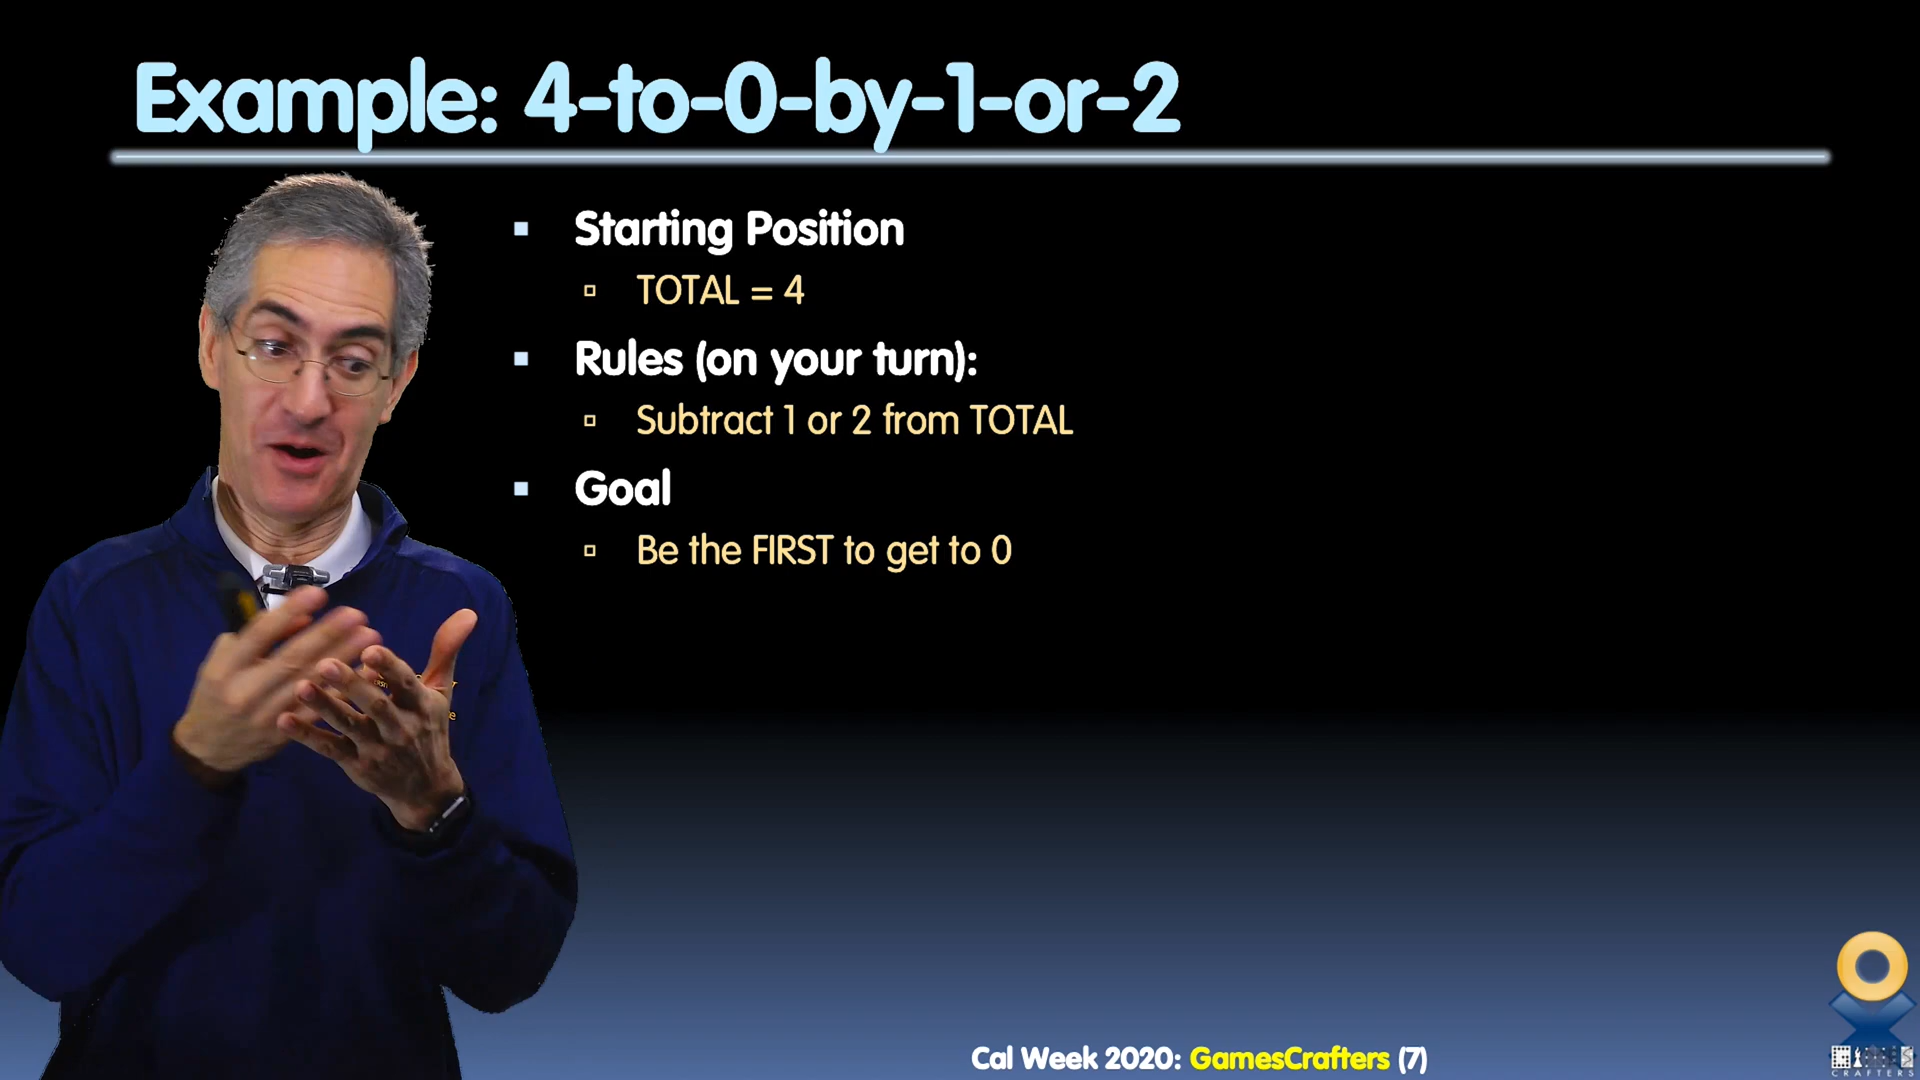 Example: 4-to-0-by-1-or-2
Starting Position
TOTAL = 4
Rules (on your turn):
Subtract 1 or 2 from TOTAL
Goal
Be the FIRST to get to 0
Cal Week 2020: GamesCrafters (7)
CRAFTERS